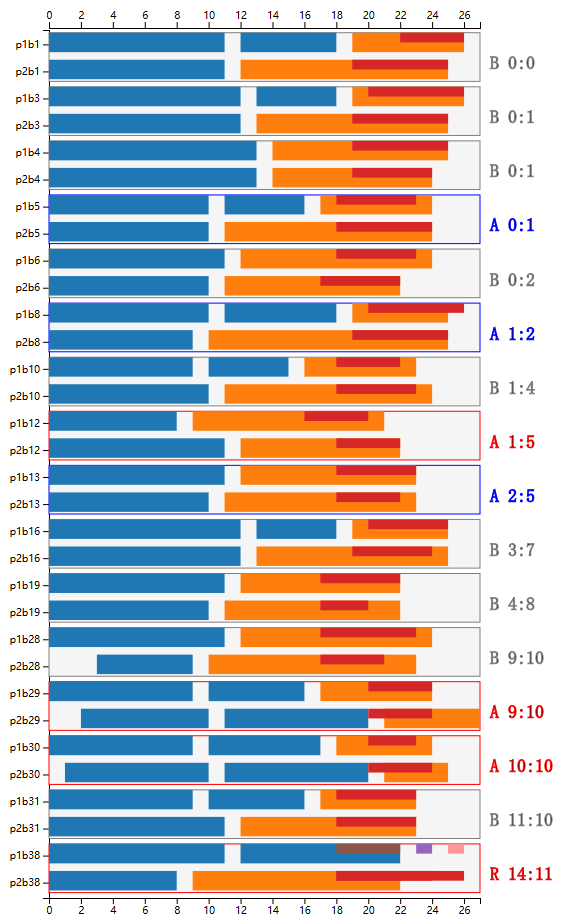 0 2 4 6 8 10 12 14 16 18 20 22 24 26
p1b1
B 0:0
p2b1
p1b3
B 0:1
p2b3
p1b4
B 0:1
p2b4
p1b5
A 0:1
p2b5
p1b6
B 0:2
p2b6
p1b8
A 1:2
p2b8
p1b10
B 1:4
p2b10
p1b12
A 1:5
p2b12
p1b13
A 2:5
p2b13
p1b16
B 3:7
p2b16
p1b19
B 4:8
p2b19
p1b28
B 9:10
p2b28
p1b29
A 9:10
p2b29
p1b30
A 10:10
p2b30
p1b31
B 11:10
p2b31
p1b38
R 14:11
p2b38
0 2 4 6 8 10 12 14 16 18 20 22 24 26